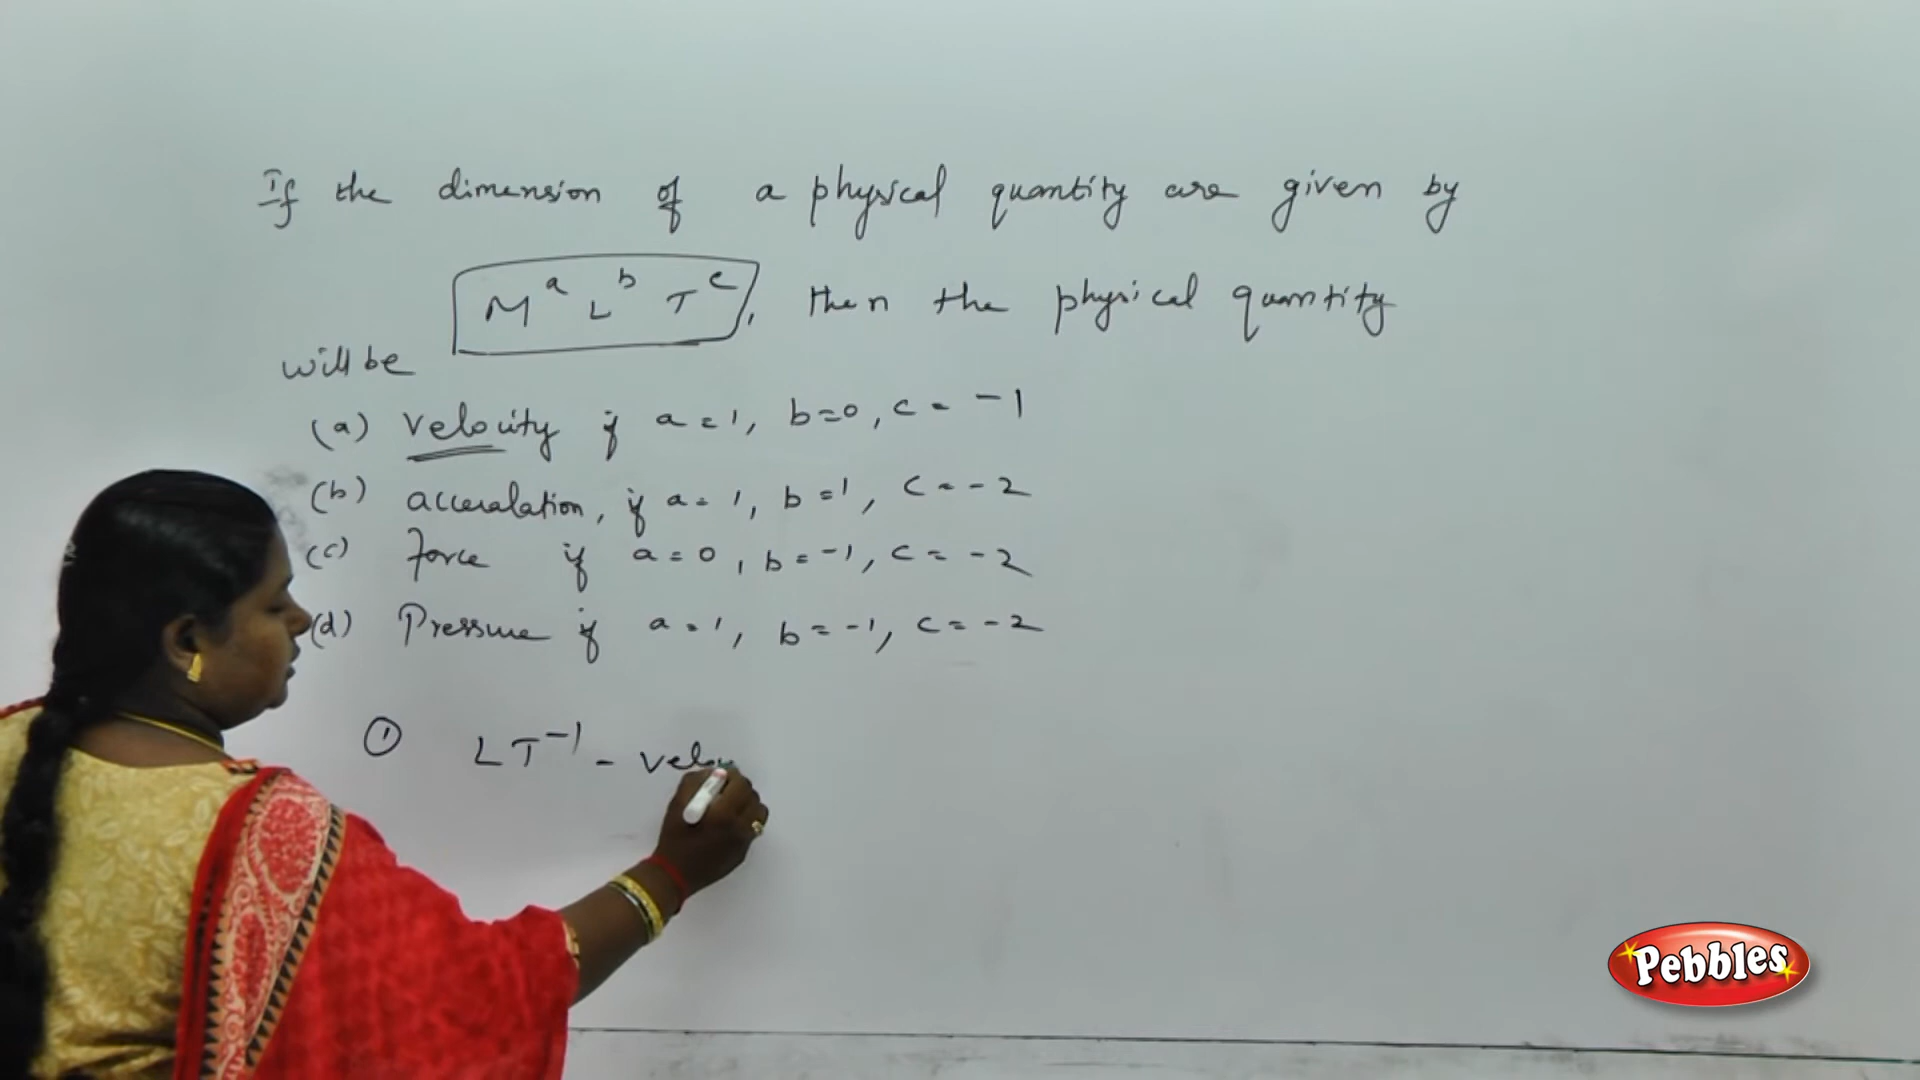 If the dimension of a physical quantity are given by
M^a L^b T^c, then the physical quantity
will be
(a) velocity if a = 1, b = 0, c = -1
(b) acceralation, if a = 1, b = 1, c = -2
(c) Force if a = 0, b = -1, c = -2
(d) Pressure if a = 1, b = -1, c = -2
① LT^-1 - Velo
Pebbles